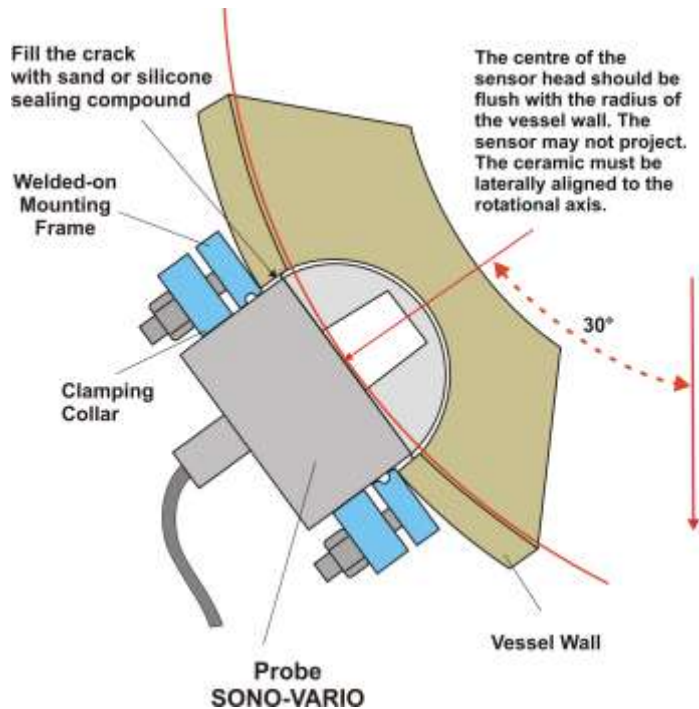 Fill the crack
with sand or silicone
sealing compound
The centre of the
sensor head should be
flush with the radius of
the vessel wall. The
sensor may not project.
The ceramic must be
laterally aligned to the
rotational axis.
Welded-on
Mounting
Frame
30°
Clamping
Collar
Vessel Wall
Probe
SONO-VARIO